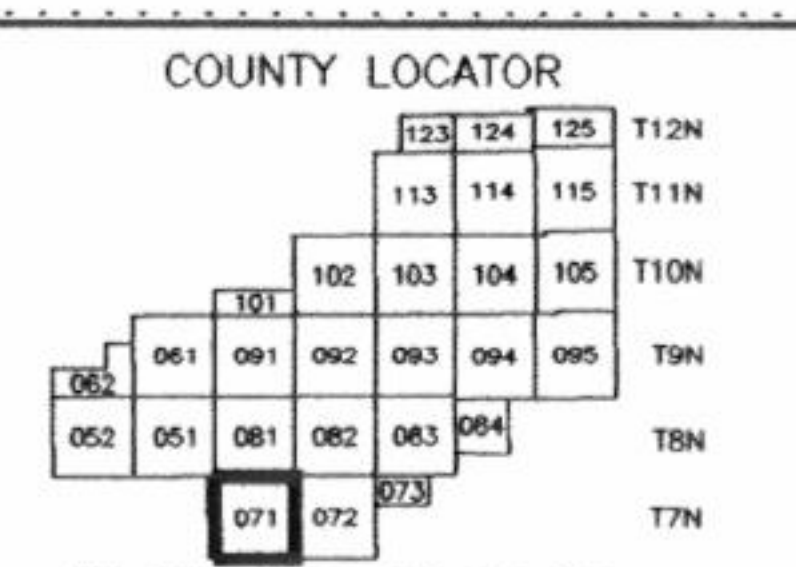 COUNTY LOCATOR
123 124 125 T12N
113 114 115 T11N
102 103 104 105 T10N
101
061 091 092 093 094 095 T9N
062
052 051 081 082 083 084 T8N
073
071 072 T7N